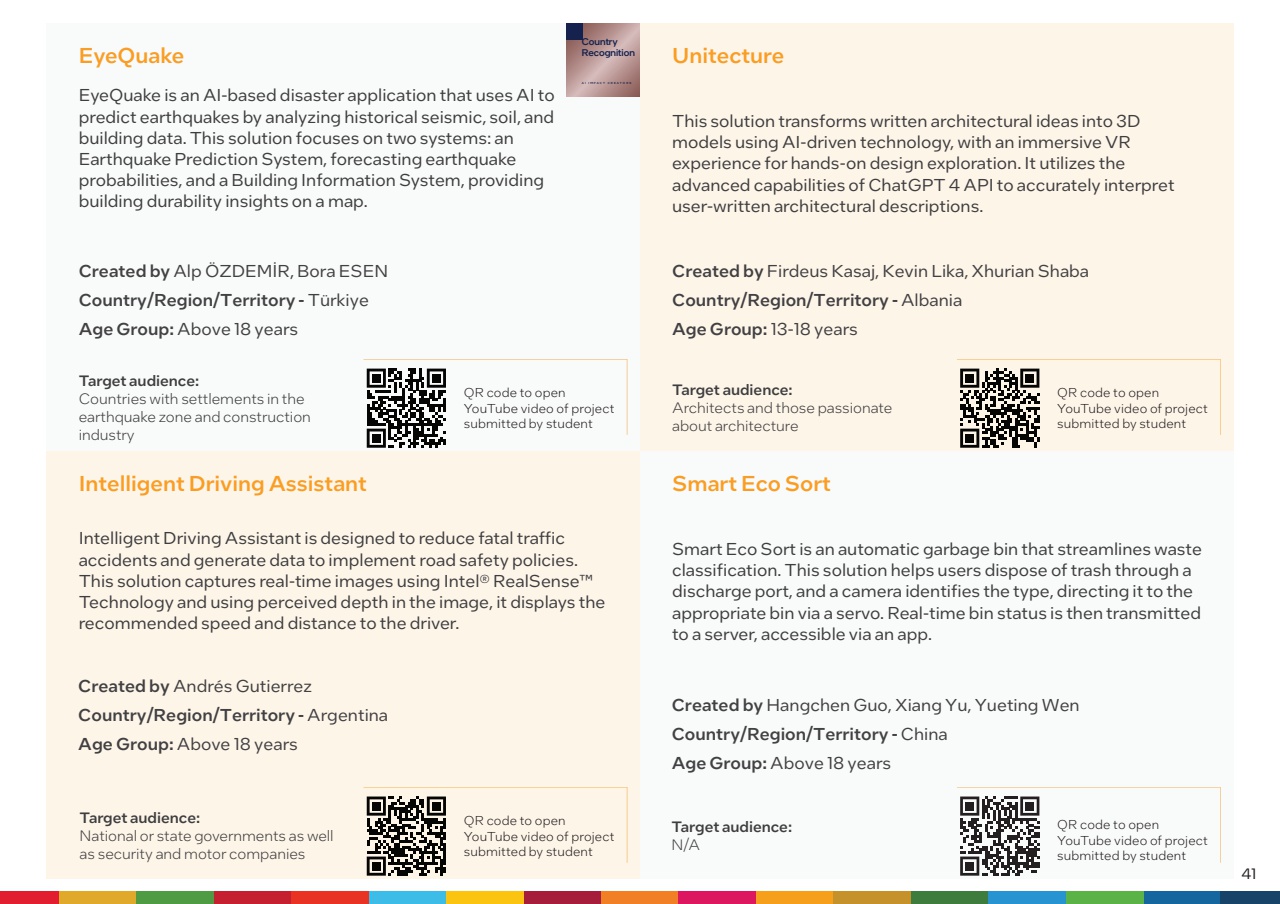 EyeQuake
Country
Recognition
AI IMPACT CREATORS
EyeQuake is an AI-based disaster application that uses AI to
predict earthquakes by analyzing historical seismic, soil, and
building data. This solution focuses on two systems: an
Earthquake Prediction System, forecasting earthquake
probabilities, and a Building Information System, providing
building durability insights on a map.
Created by Alp ÖZDEMİR, Bora ESEN
Country/Region/Territory - Türkiye
Age Group: Above 18 years
Target audience:
Countries with settlements in the
earthquake zone and construction
industry
QR code to open
YouTube video of project
submitted by student
Unitecture
This solution transforms written architectural ideas into 3D
models using AI-driven technology, with an immersive VR
experience for hands-on design exploration. It utilizes the
advanced capabilities of ChatGPT 4 API to accurately interpret
user-written architectural descriptions.
Created by Firdeus Kasaj, Kevin Lika, Xhurian Shaba
Country/Region/Territory - Albania
Age Group: 13-18 years
Target audience:
Architects and those passionate
about architecture
QR code to open
YouTube video of project
submitted by student
Intelligent Driving Assistant
Intelligent Driving Assistant is designed to reduce fatal traffic
accidents and generate data to implement road safety policies.
This solution captures real-time images using Intel® RealSense™
Technology and using perceived depth in the image, it displays the
recommended speed and distance to the driver.
Created by Andrés Gutierrez
Country/Region/Territory - Argentina
Age Group: Above 18 years
Target audience:
National or state governments as well
as security and motor companies
QR code to open
YouTube video of project
submitted by student
Smart Eco Sort
Smart Eco Sort is an automatic garbage bin that streamlines waste
classification. This solution helps users dispose of trash through a
discharge port, and a camera identifies the type, directing it to the
appropriate bin via a servo. Real-time bin status is then transmitted
to a server, accessible via an app.
Created by Hangchen Guo, Xiang Yu, Yueting Wen
Country/Region/Territory - China
Age Group: Above 18 years
Target audience:
N/A
QR code to open
YouTube video of project
submitted by student
41